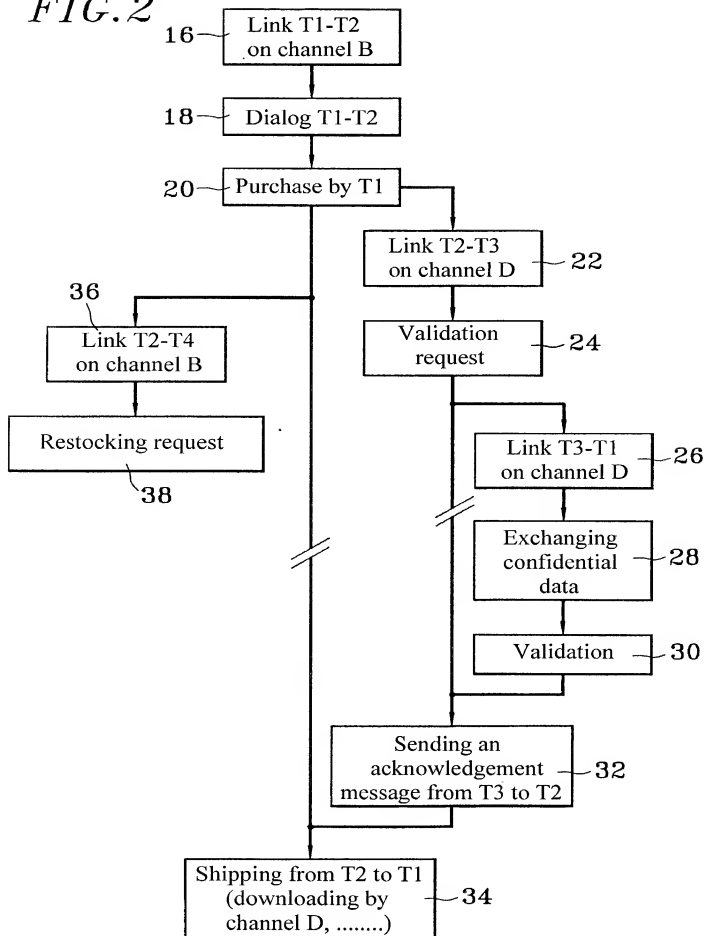 FIG.2
16
Link T1-T2
on channel B
18
Dialog T1-T2
20
Purchase by T1
Link T2-T3
on channel D
22
36
Link T2-T4
on channel B
Validation
request
24
Restocking request
38
Link T3-T1
on channel D
26
Exchanging
confidential
data
28
Validation
30
Sending an
acknowledgement
message from T3 to T2
32
Shipping from T2 to T1
(downloading by
channel D, ........)
34